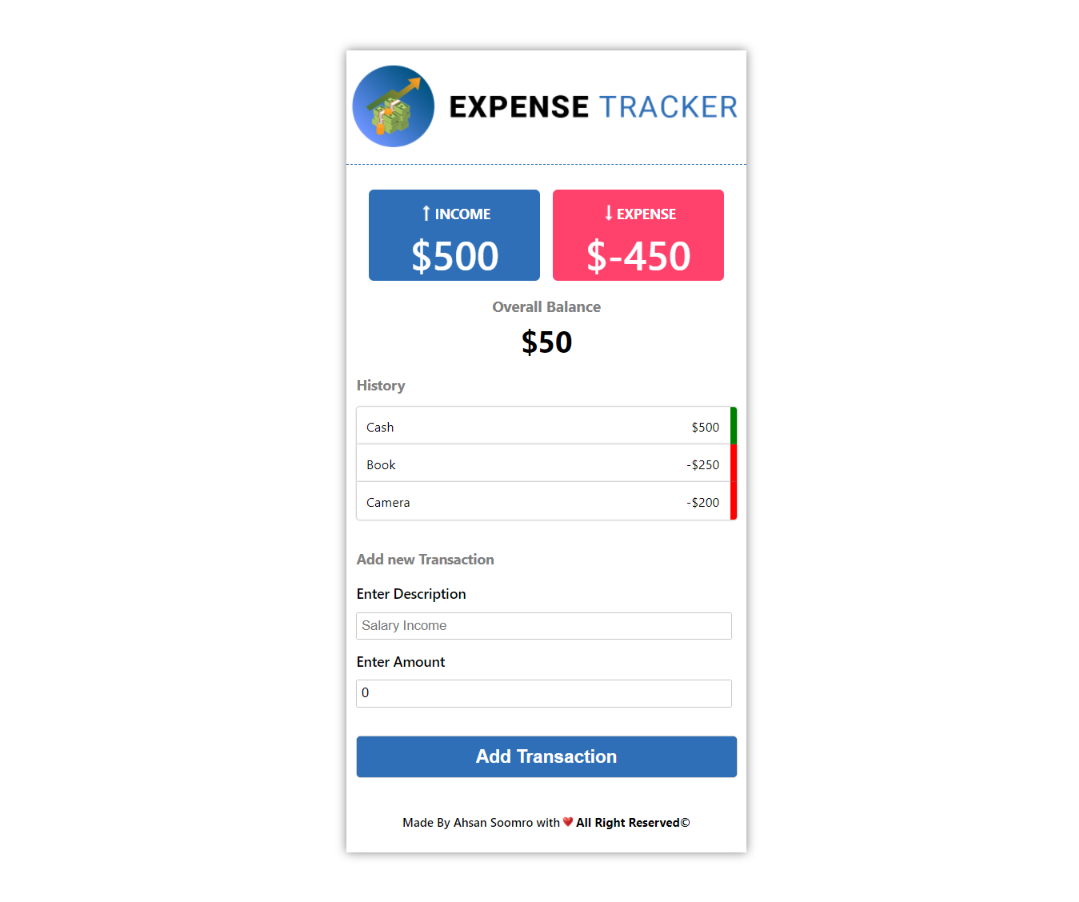 EXPENSE TRACKER
↑ INCOME
$500
↓ EXPENSE
$-450
Overall Balance
$50
History
Cash $500
Book -$250
Camera -$200
Add new Transaction
Enter Description
Salary Income
Enter Amount
0
Add Transaction
Made By Ahsan Soomro with ❤ All Right Reserved©